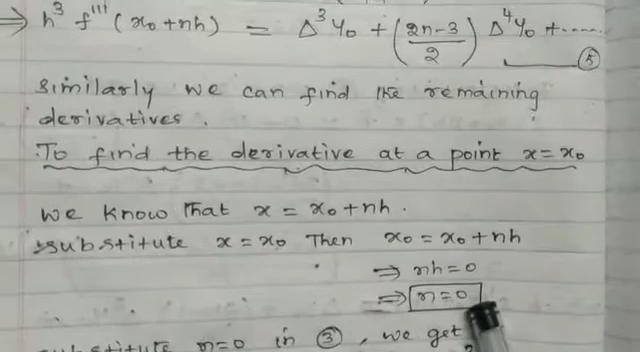 ⇒ h³ f'''(x₀+nh) = Δ³y₀ + ((2n-3)/2) Δ⁴y₀ +...... ⑤
similarly we can find the remaining
derivatives.
To find the derivative at a point x=x₀
we know that x = x₀+nh.
substitute x=x₀ Then x₀=x₀+nh
⇒ nh=0
⇒ n=0
substitute n=0 in ③, we get